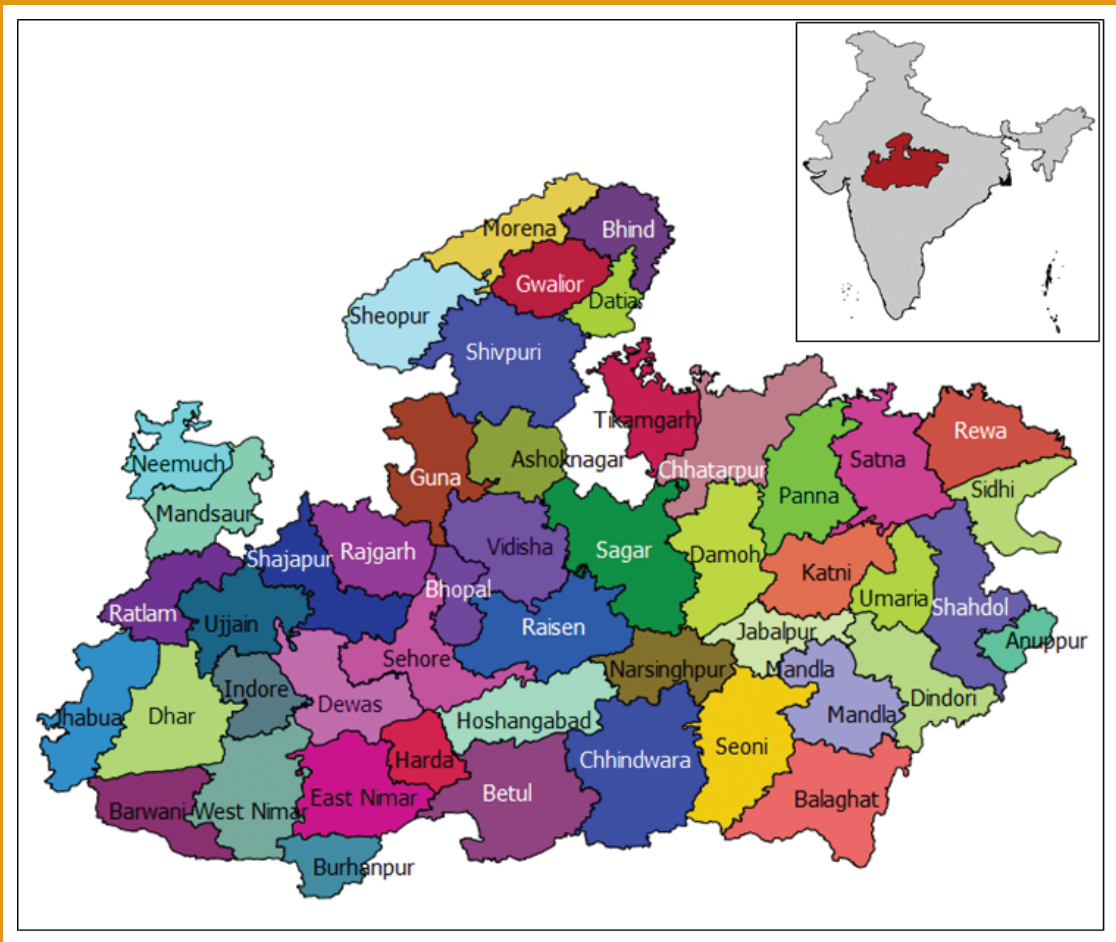 Morena
Bhind
Gwalior
Datia
Sheopur
Shivpuri
Tikamgarh
Rewa
Neemuch
Guna
Ashoknagar
Chhatarpur
Satna
Sidhi
Panna
Mandsaur
Shajapur
Rajgarh
Vidisha
Sagar
Damoh
Katni
Bhopal
Umaria
Shahdol
Ratlam
Ujjain
Raisen
Jabalpur
Anuppur
Sehore
Narsinghpur
Mandla
Indore
Dewas
Dindori
Jhabua
Dhar
Hoshangabad
Mandla
Harda
Chhindwara
Seoni
Betul
East Nimar
Balaghat
Barwani
West Nimar
Burhanpur